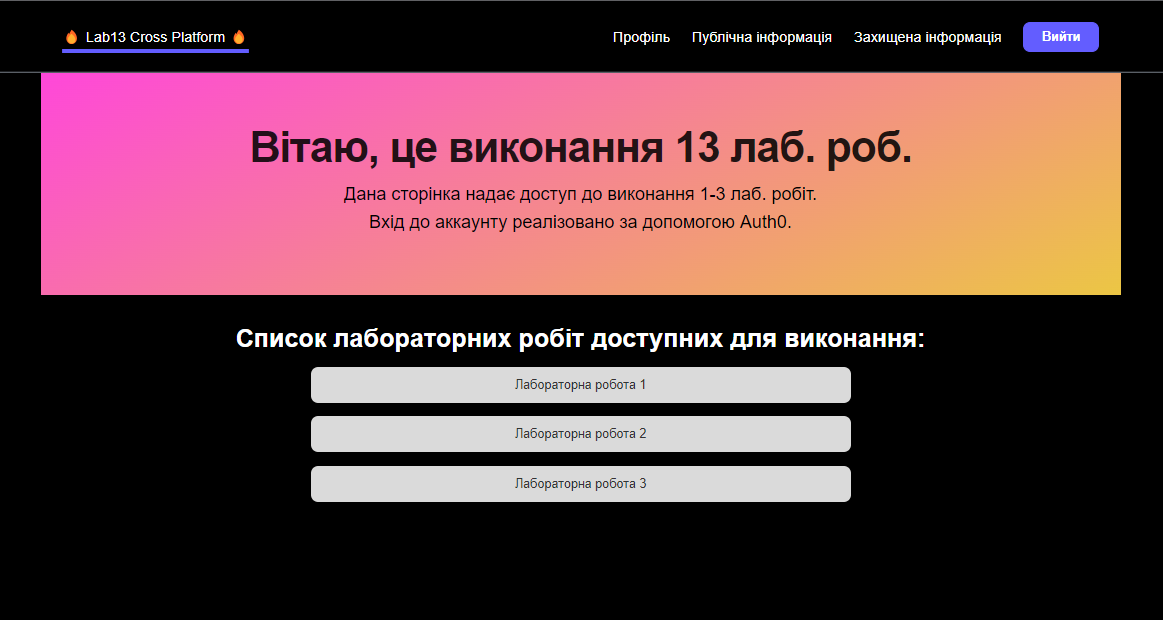 🔥 Lab13 Cross Platform 🔥
Профіль
Публічна інформація
Захищена інформація
Вийти
Вітаю, це виконання 13 лаб. роб.
Дана сторінка надає доступ до виконання 1-3 лаб. робіт.
Вхід до аккаунту реалізовано за допомогою Auth0.
Список лабораторних робіт доступних для виконання:
Лабораторна робота 1
Лабораторна робота 2
Лабораторна робота 3